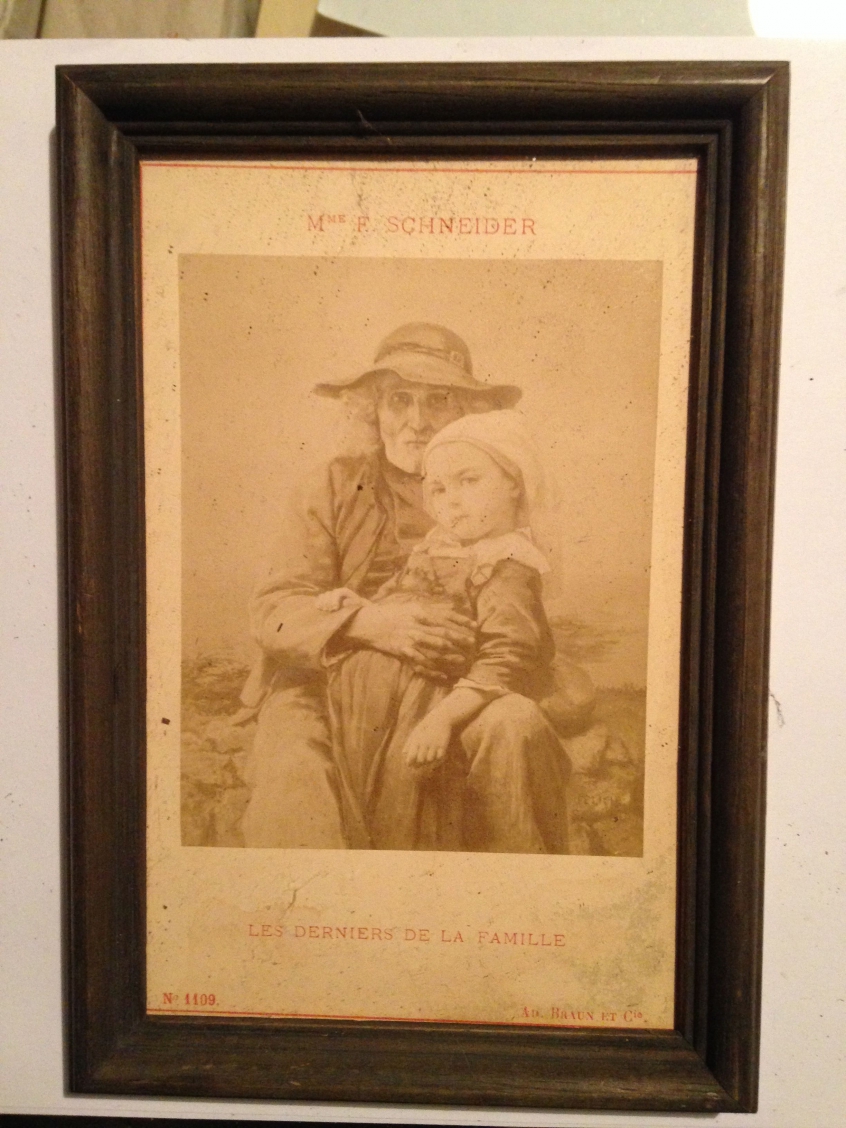 Mᴹᴱ F. SCHNEIDER
LES DERNIERS DE LA FAMILLE
Nº 1109.
AD. BRAUN ET Cie.